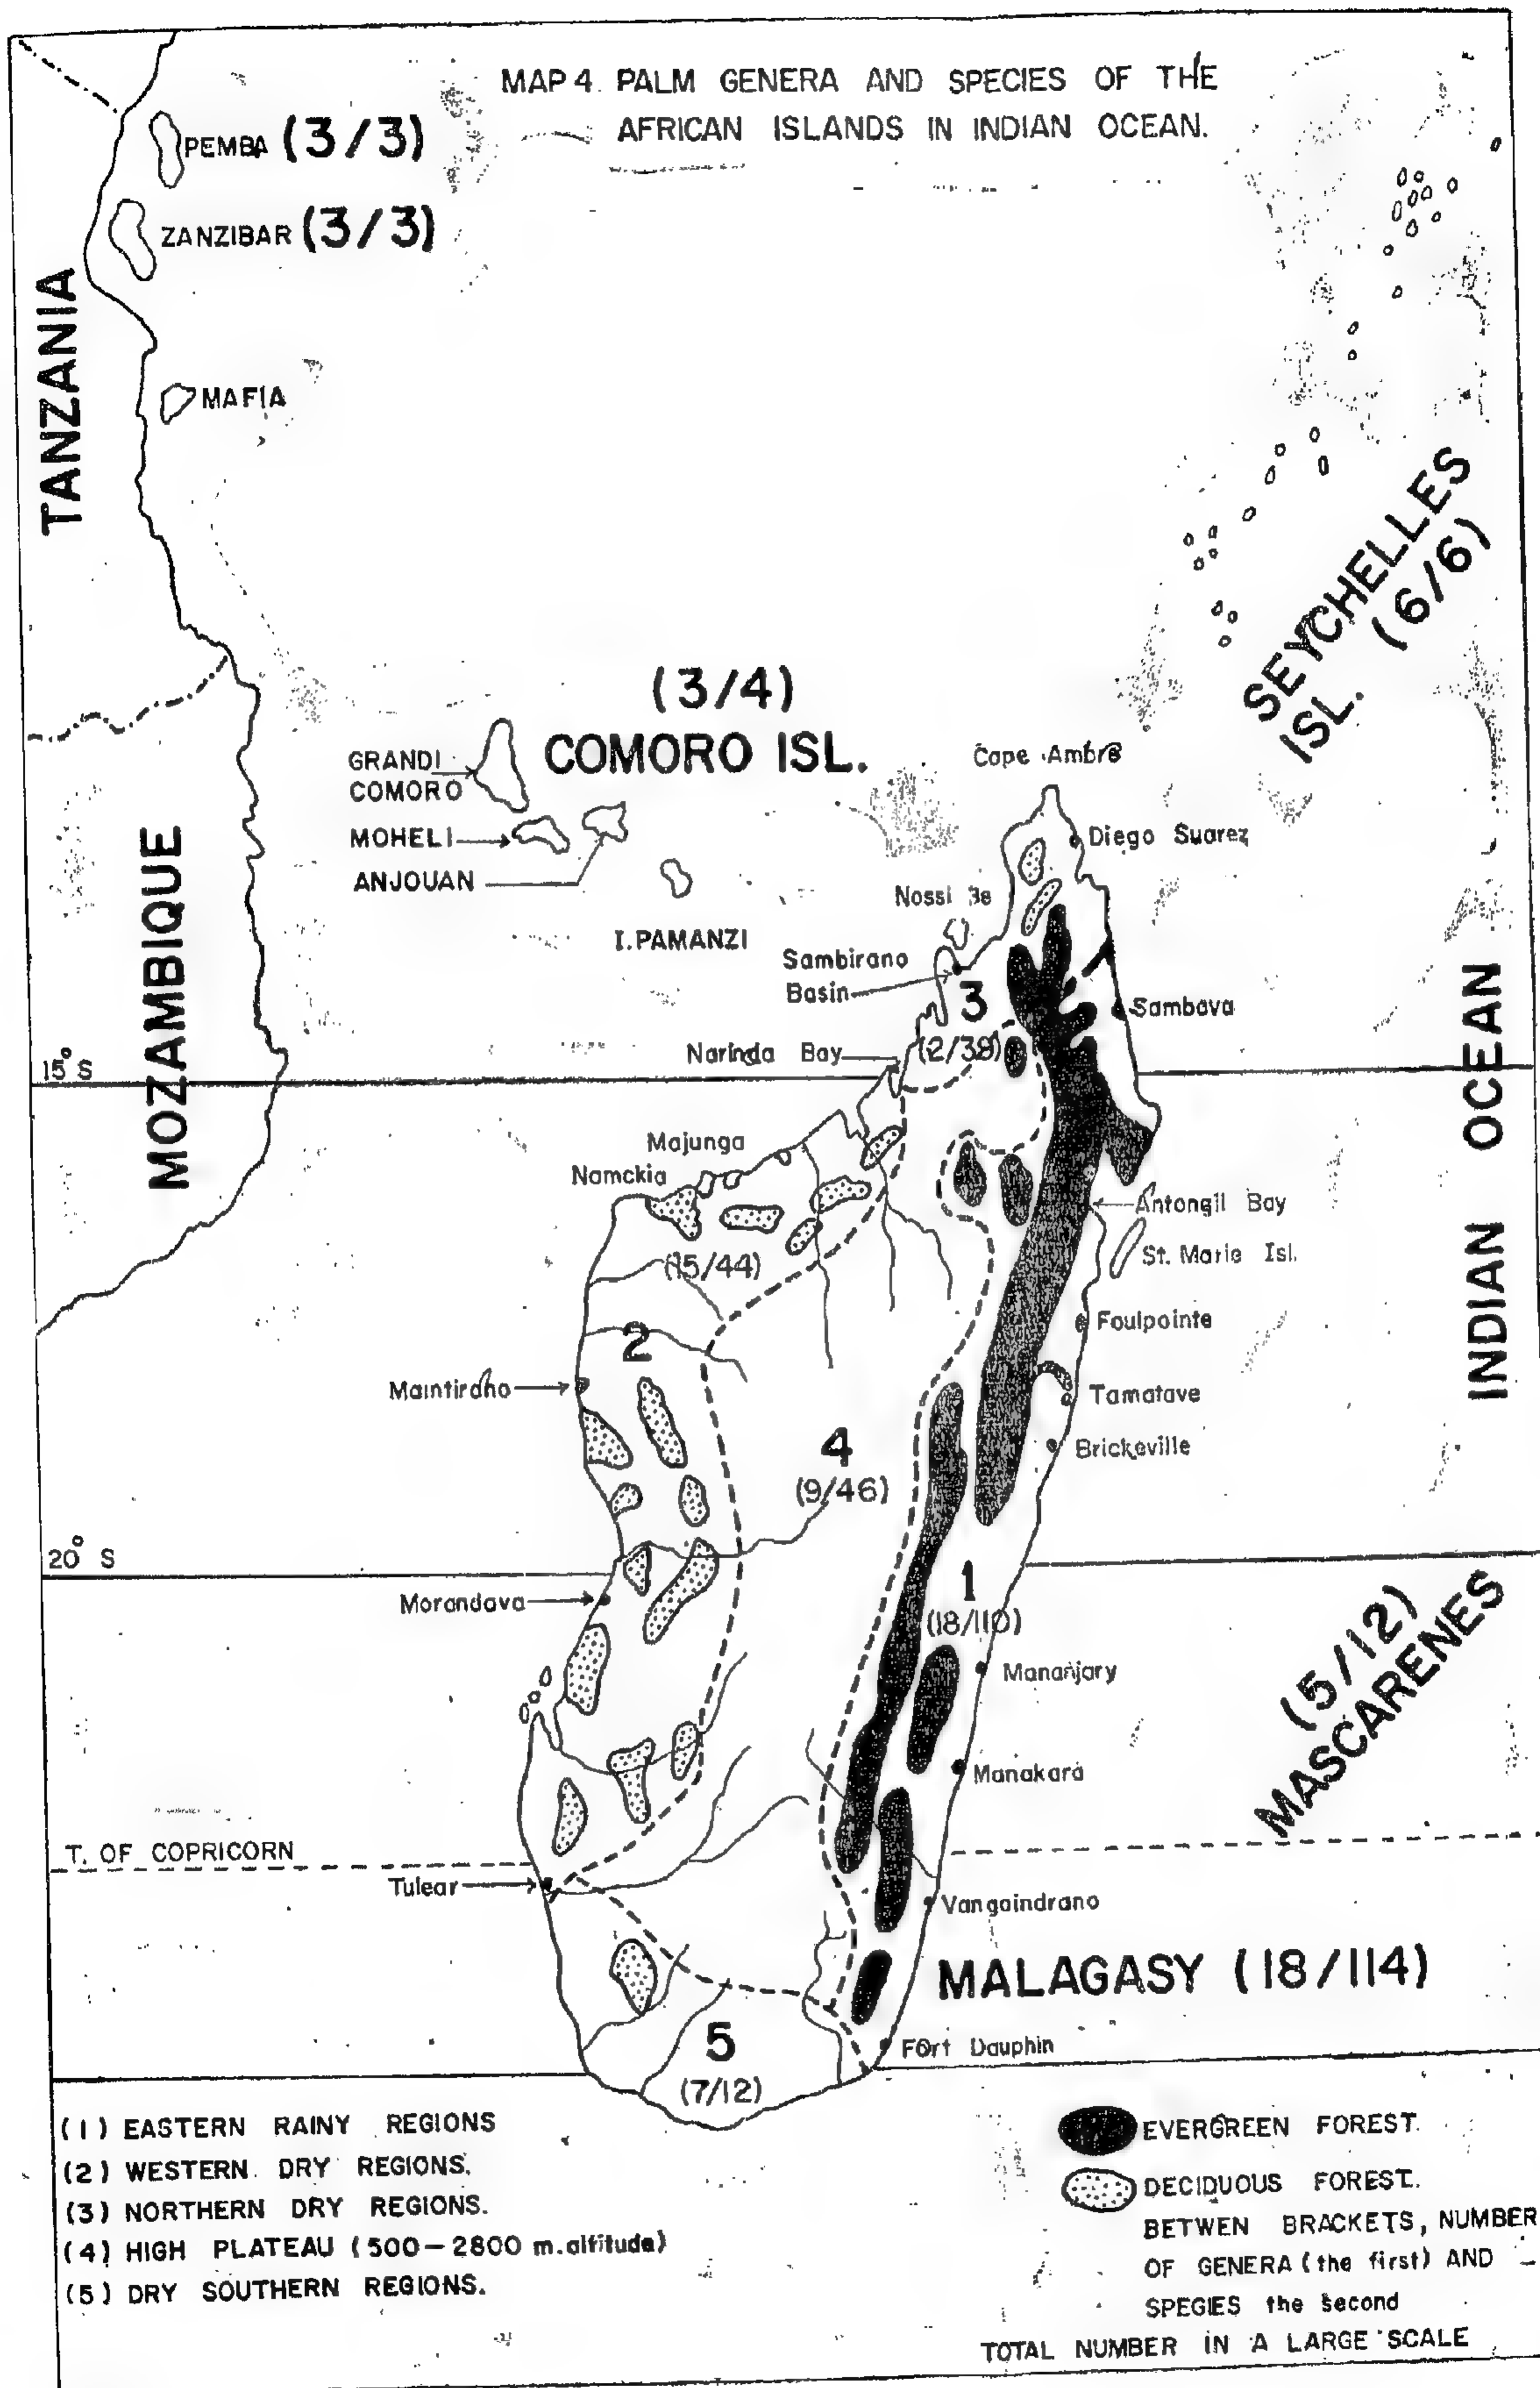 MAP 4. PALM GENERA AND SPECIES OF THE
AFRICAN ISLANDS IN INDIAN OCEAN.
PEMBA (3/3)
ZANZIBAR (3/3)
TANZANIA
MAFIA
SEYCHELLES
ISL. (6/6)
(3/4)
COMORO ISL.
GRANDI
COMORO
MOHELI
ANJOUAN
I.PAMANZI
Cape Ambre
Diego Suarez
Nossi Be
Sambirano
Basin
3
Sambava
Narinda Bay
MOZAMBIQUE
INDIAN OCEAN
15° S
Majunga
Namckia
Antongil Bay
St. Marie Isl.
(15/44)
Foulpointe
2
Maintirano
Tamatave
4
(9/46)
Brickeville
20° S
Morandava
1
(18/110)
Mananjary
(5/12)
MASCARENES
Manakara
T. OF COPRICORN
Tulear
Vangaindrano
MALAGASY (18/114)
5
(7/12)
Fort Dauphin
(1) EASTERN RAINY REGIONS
(2) WESTERN DRY REGIONS.
(3) NORTHERN DRY REGIONS.
(4) HIGH PLATEAU (500-2800 m.altitude)
(5) DRY SOUTHERN REGIONS.
EVERGREEN FOREST.
DECIDUOUS FOREST.
BETWEN BRACKETS, NUMBER
OF GENERA (the first) AND
SPEGIES the second
TOTAL NUMBER IN A LARGE SCALE